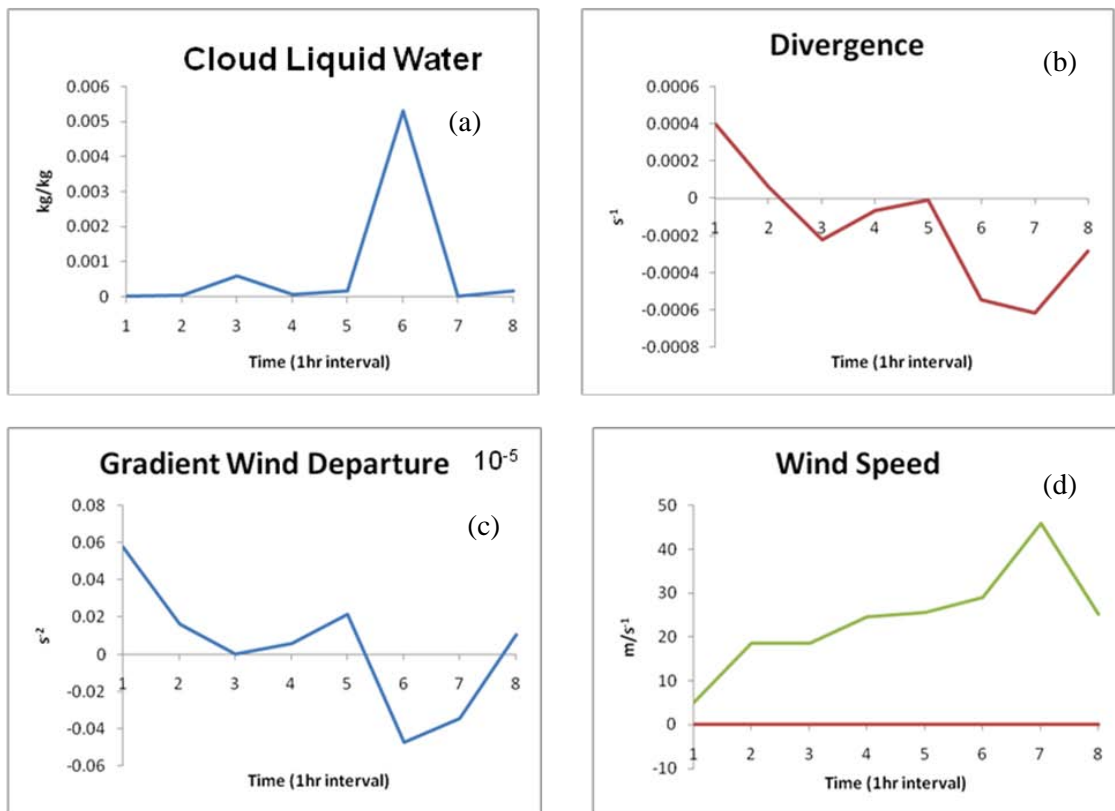 Cloud Liquid Water
(a)
0.006
0.005
0.004
0.003
0.002
0.001
0
kg/kg
1 2 3 4 5 6 7 8
Time (1hr interval)
Divergence
(b)
0.0006
0.0004
0.0002
0
-0.0002
-0.0004
-0.0006
-0.0008
s-1
1 2 3 4 5 6 7 8
Time (1hr interval)
Gradient Wind Departure 10-5
(c)
0.08
0.06
0.04
0.02
0
-0.02
-0.04
-0.06
s-2
1 2 3 4 5 6 7 8
Time (1hr interval)
Wind Speed
(d)
50
40
30
20
10
0
-10
m/s-1
1 2 3 4 5 6 7 8
Time (1hr interval)